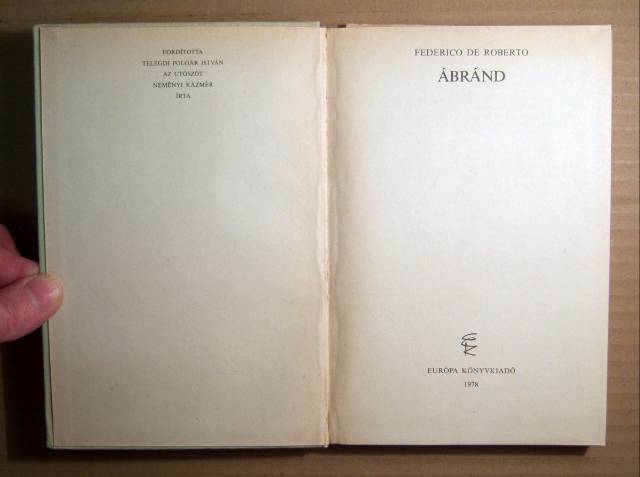 FORDÍTOTTA
TELEGDI POLGÁR ISTVÁN
AZ UTÓSZÓT
NEMÉNYI KÁZMÉR
ÍRTA
FEDERICO DE ROBERTO
ÁBRÁND
EURÓPA KÖNYVKIADÓ
1978